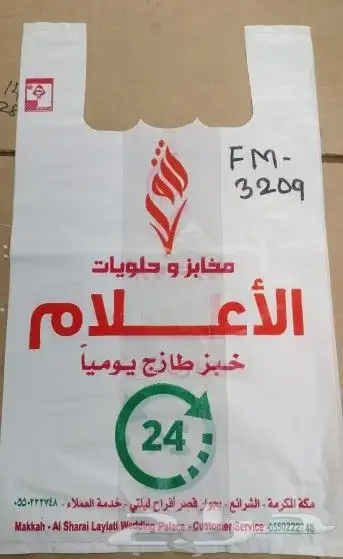 FM-
3209
مخابز و حلويات
الأعلام
خبز طازج يومياً
24
مكة المكرمة - الشرائع - بجوار قصر أفراح ليلتي - خدمة العملاء - ٠٥٥٠٢٢٢٧٤٨
Makkah - Al Sharai Laylati Wedding Palace - Customer Service 0550222748